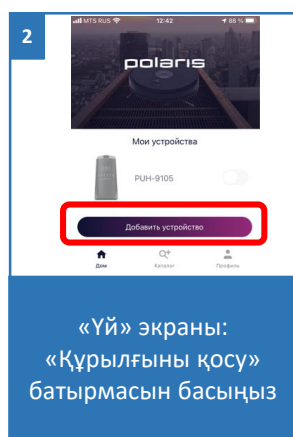 2
MTS RUS 12:42 88 %
polaris
Мои устройства
PUH-9105
Добавить устройство
Дом Каталог Профиль
«Үй» экраны:
«Құрылғыны қосу»
батырмасын басыңыз